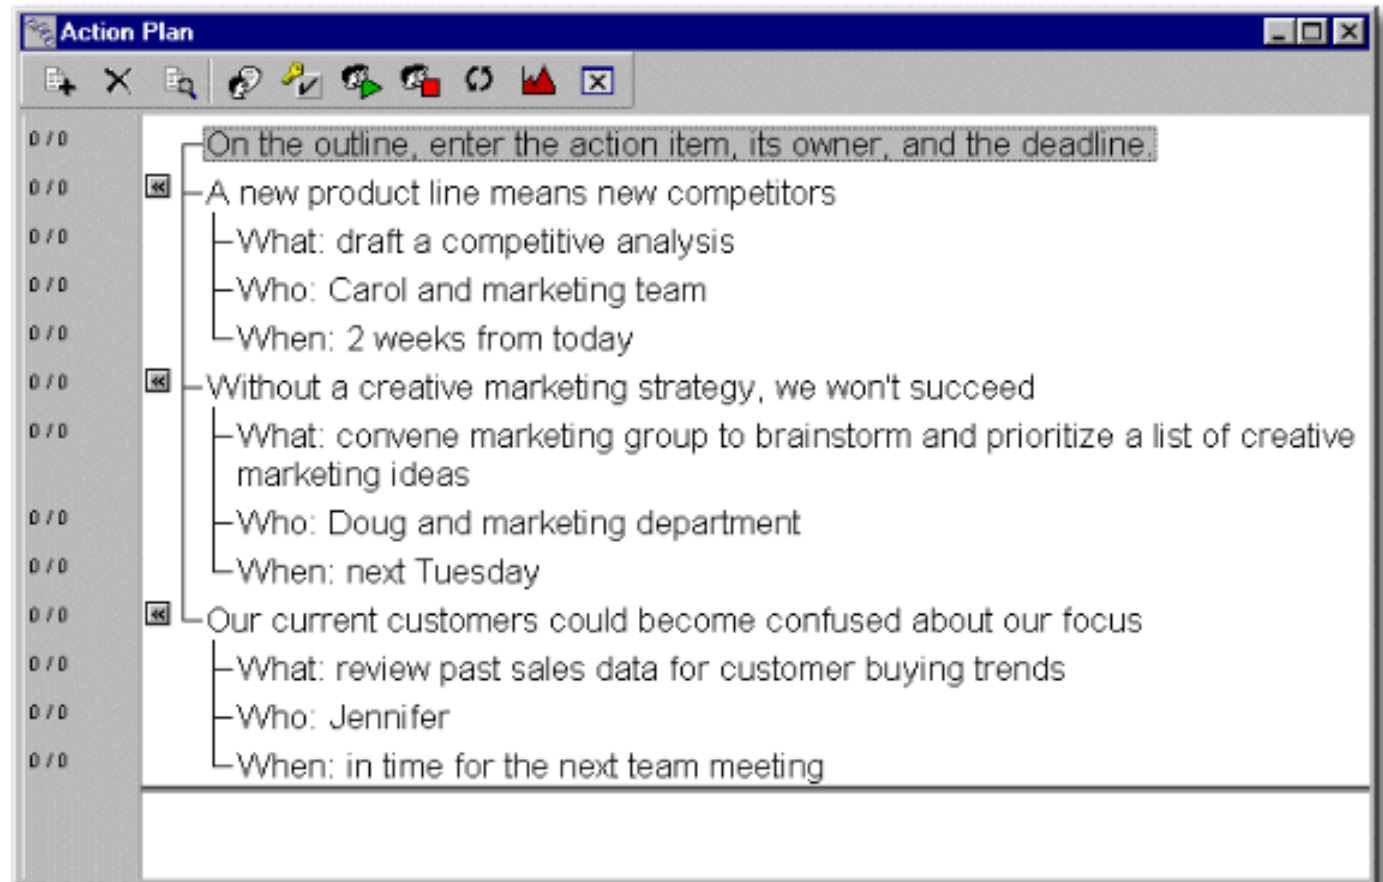 Action Plan
0 / 0 On the outline, enter the action item, its owner, and the deadline.
0 / 0 A new product line means new competitors
0 / 0 What: draft a competitive analysis
0 / 0 Who: Carol and marketing team
0 / 0 When: 2 weeks from today
0 / 0 Without a creative marketing strategy, we won't succeed
0 / 0 What: convene marketing group to brainstorm and prioritize a list of creative
marketing ideas
0 / 0 Who: Doug and marketing department
0 / 0 When: next Tuesday
0 / 0 Our current customers could become confused about our focus
0 / 0 What: review past sales data for customer buying trends
0 / 0 Who: Jennifer
0 / 0 When: in time for the next team meeting